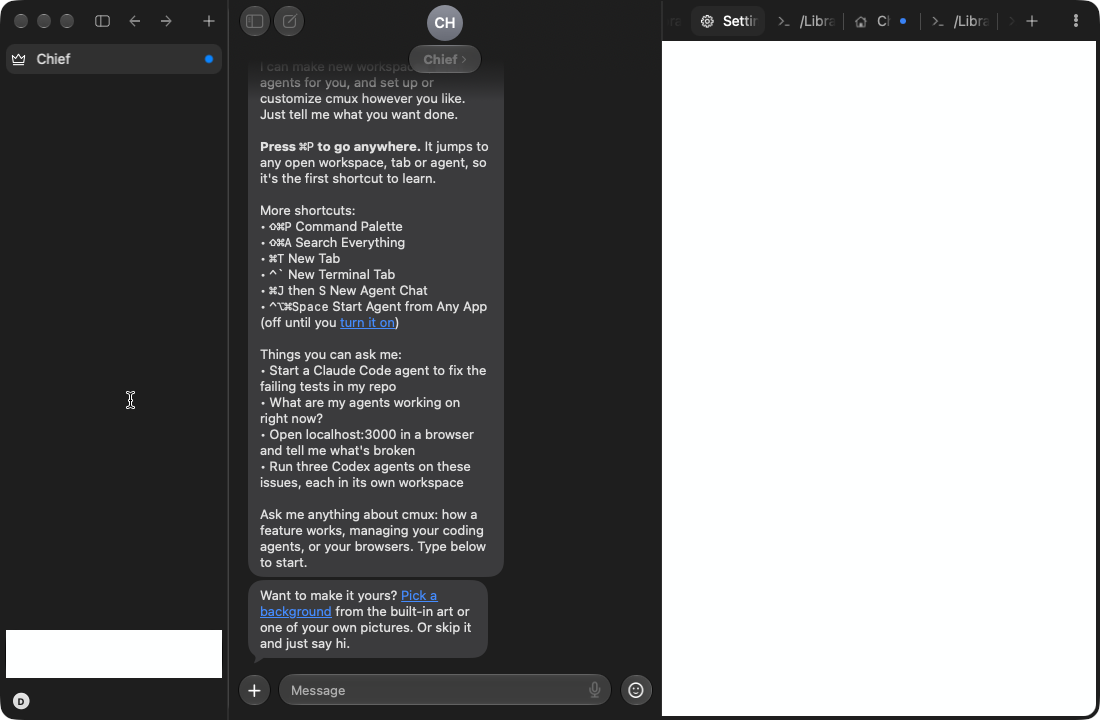 Chief
D
CH
Chief ›
I can make new workspac
agents for you, and set up or
customize cmux however you like.
Just tell me what you want done.
Press ⌘P to go anywhere. It jumps to
any open workspace, tab or agent, so
it's the first shortcut to learn.
More shortcuts:
• ⇧⌘P Command Palette
• ⇧⌘A Search Everything
• ⌘T New Tab
• ^` New Terminal Tab
• ⌘J then S New Agent Chat
• ^⌥⌘Space Start Agent from Any App
(off until you turn it on)
Things you can ask me:
• Start a Claude Code agent to fix the
failing tests in my repo
• What are my agents working on
right now?
• Open localhost:3000 in a browser
and tell me what's broken
• Run three Codex agents on these
issues, each in its own workspace
Ask me anything about cmux: how a
feature works, managing your coding
agents, or your browsers. Type below
to start.
Want to make it yours? Pick a
background from the built-in art or
one of your own pictures. Or skip it
and just say hi.
Message
Settin /Libra Ch /Libra